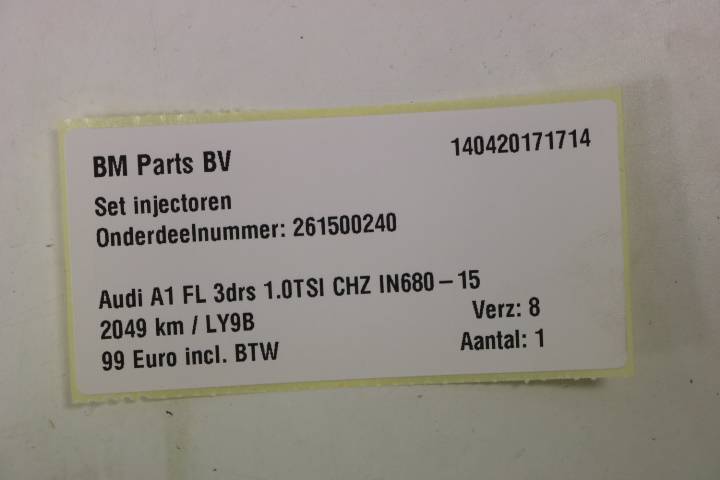 BM Parts BV 140420171714
Set injectoren
Onderdeelnummer: 261500240
Audi A1 FL 3drs 1.0TSI CHZ IN680-15
2049 km / LY9B Verz: 8
99 Euro incl. BTW Aantal: 1